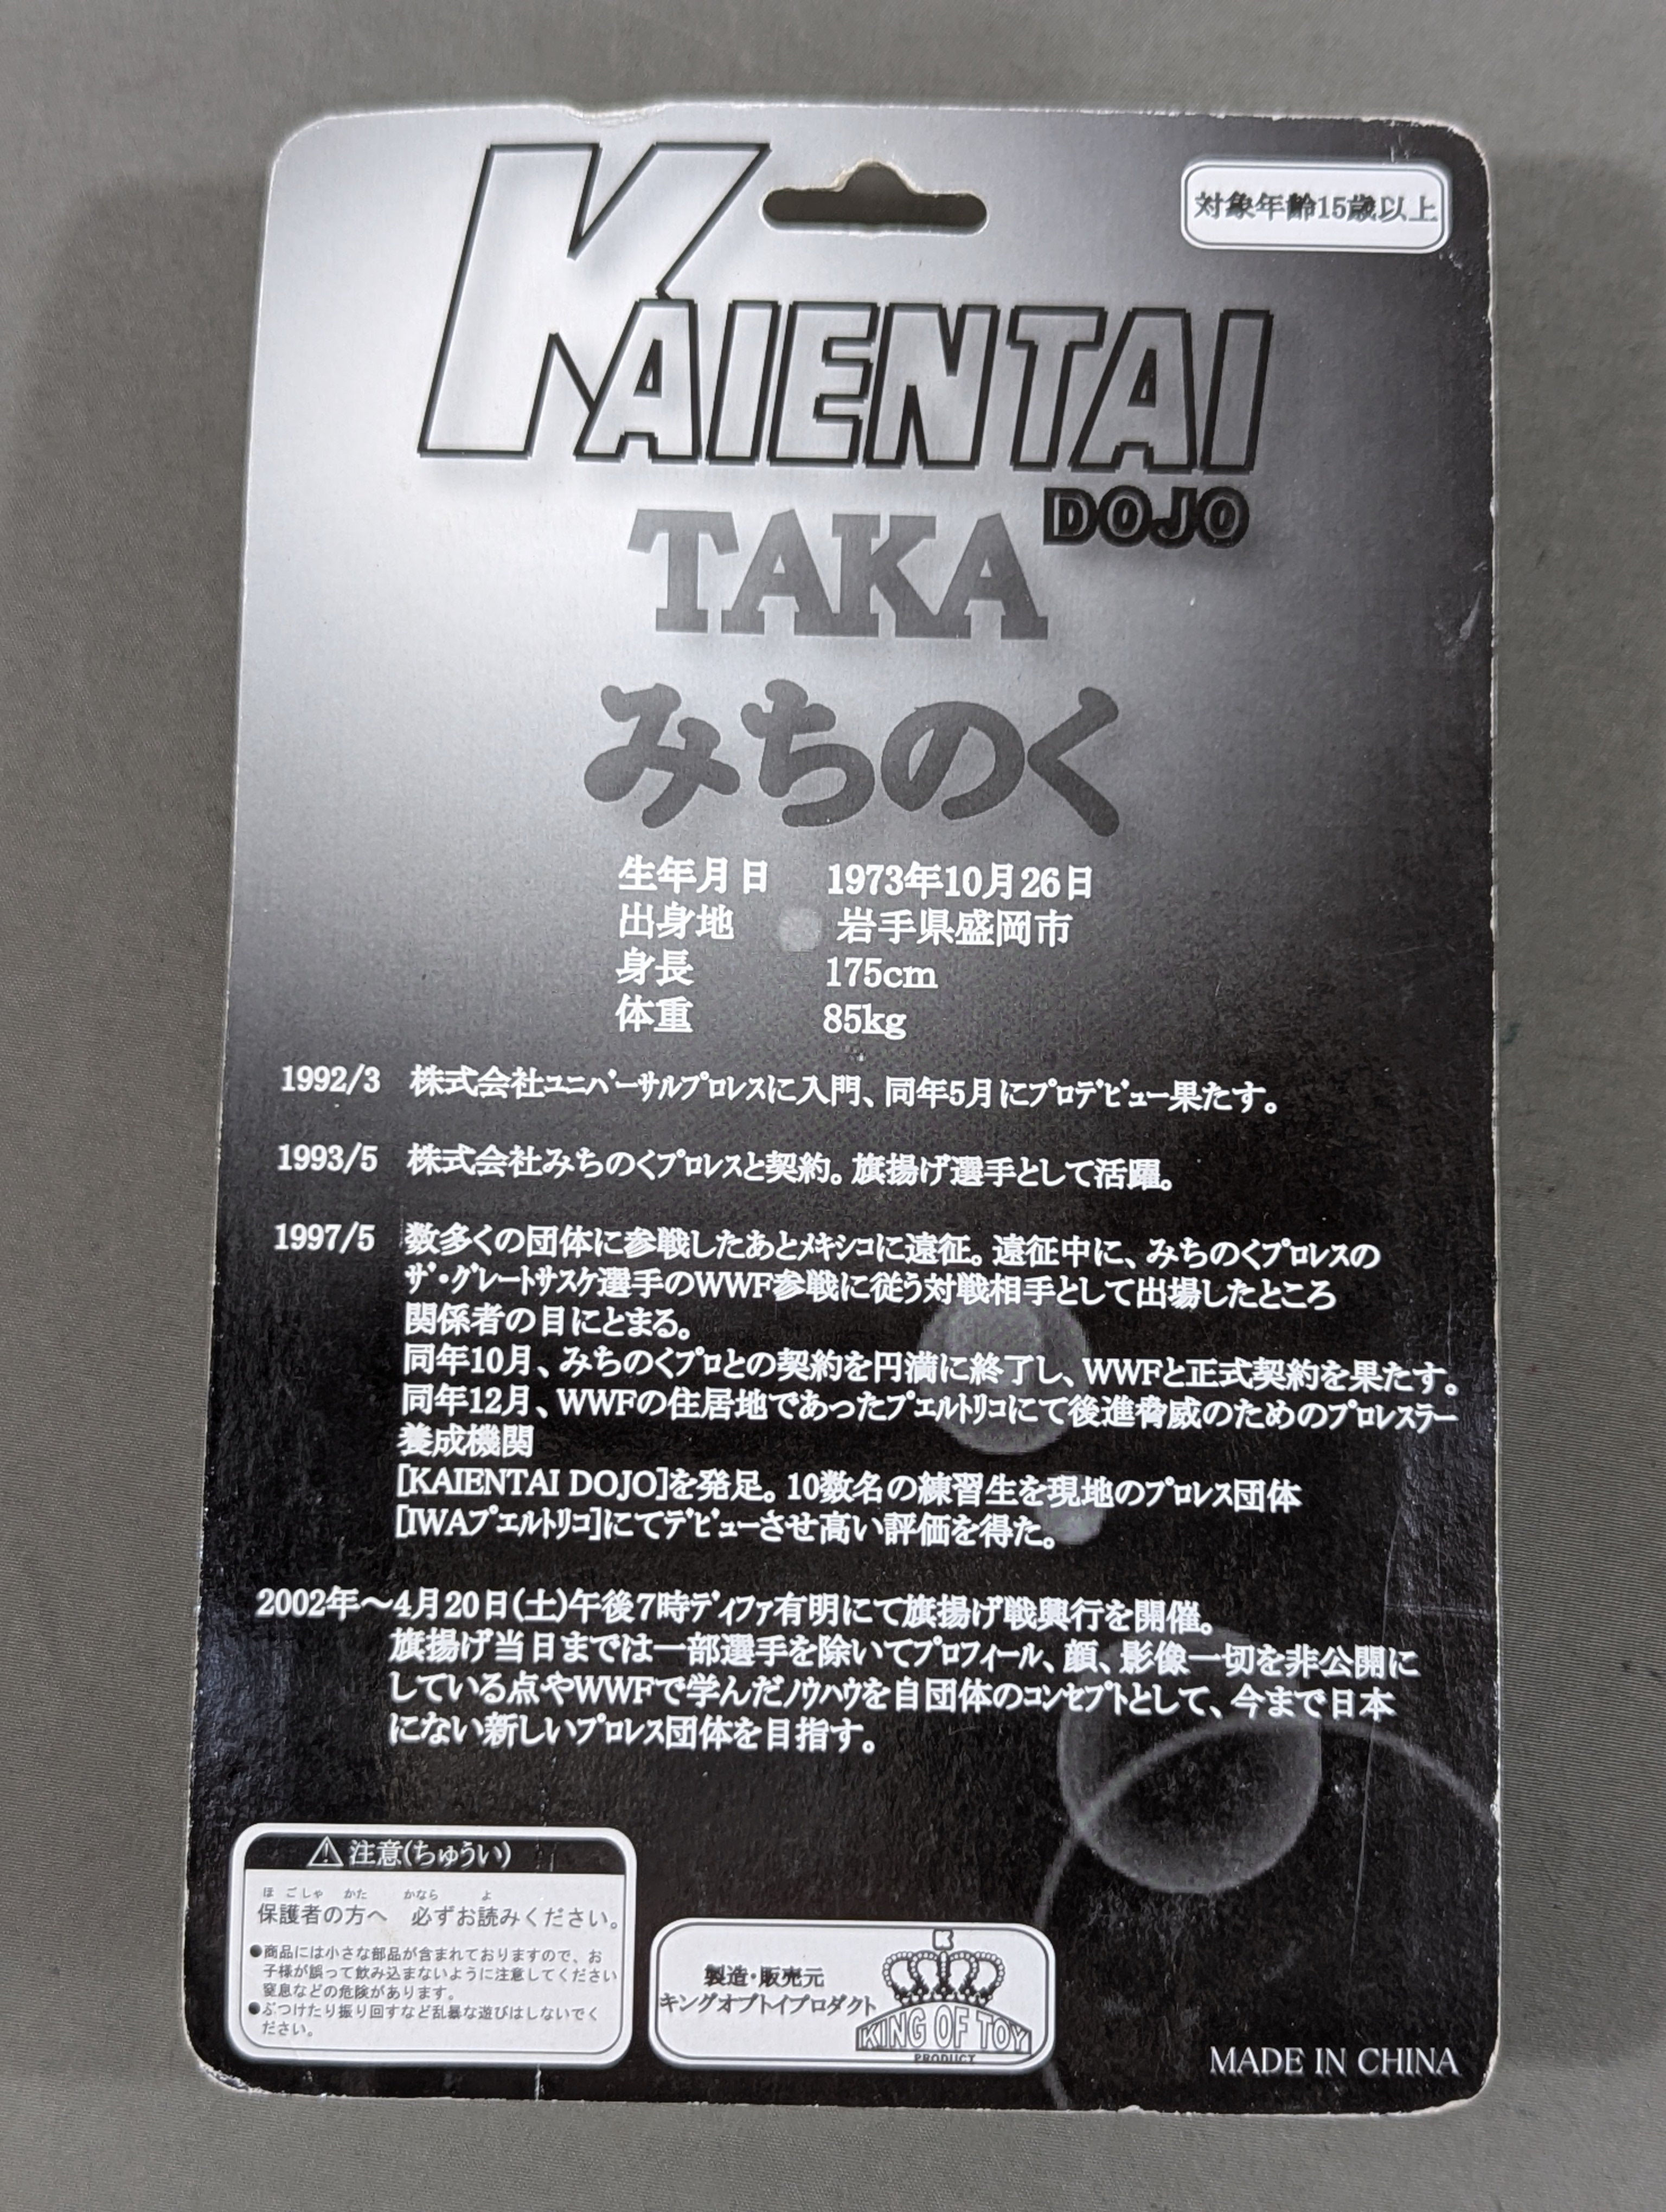 対象年齢15歳以上
KAIENTAI
DOJO
TAKA
みちのく
生年月日 1973年10月26日
出身地 岩手県盛岡市
身長 175cm
体重 85kg
1992/3 株式会社ﾕﾆﾊﾞｰｻﾙﾌﾟﾛﾚｽに入門、同年5月にﾌﾟﾛﾃﾞﾋﾞｭｰ果たす。
1993/5 株式会社みちのくﾌﾟﾛﾚｽと契約。旗揚げ選手として活躍。
1997/5 数多くの団体に参戦したあとﾒｷｼｺに遠征。遠征中に、みちのくﾌﾟﾛﾚｽの
ｻﾞ・ｸﾞﾚｰﾄｻｽｹ選手のWWF参戦に従う対戦相手として出場したところ
関係者の目にとまる。
同年10月、みちのくﾌﾟﾛとの契約を円満に終了し、WWFと正式契約を果たす。
同年12月、WWFの住居地であったﾌﾟｴﾙﾄﾘｺにて後進脅威のためのﾌﾟﾛﾚｽﾗｰ
養成機関
[KAIENTAI DOJO]を発足。10数名の練習生を現地のﾌﾟﾛﾚｽ団体
[IWAﾌﾟｴﾙﾄﾘｺ]にてﾃﾞﾋﾞｭｰさせ高い評価を得た。
2002年～4月20日(土)午後7時ﾃﾞｨﾌｧ有明にて旗揚げ戦興行を開催。
旗揚げ当日までは一部選手を除いてﾌﾟﾛﾌｨｰﾙ、顔、影像一切を非公開に
している点やWWFで学んだﾉｳﾊｳを自団体のｺﾝｾﾌﾟﾄとして、今まで日本
にない新しいﾌﾟﾛﾚｽ団体を目指す。
⚠注意(ちゅうい)
ほごしゃ かた かなら よ
保護者の方へ 必ずお読みください。
●商品には小さな部品が含まれておりますので、お
子様が誤って飲み込まないように注意してください
窒息などの危険があります。
●ぶつけたり振り回すなど乱暴な遊びはしないでく
ださい。
製造・販売元
キングオブトイプロダクト
K
KING OF TOY
PRODUCT
MADE IN CHINA